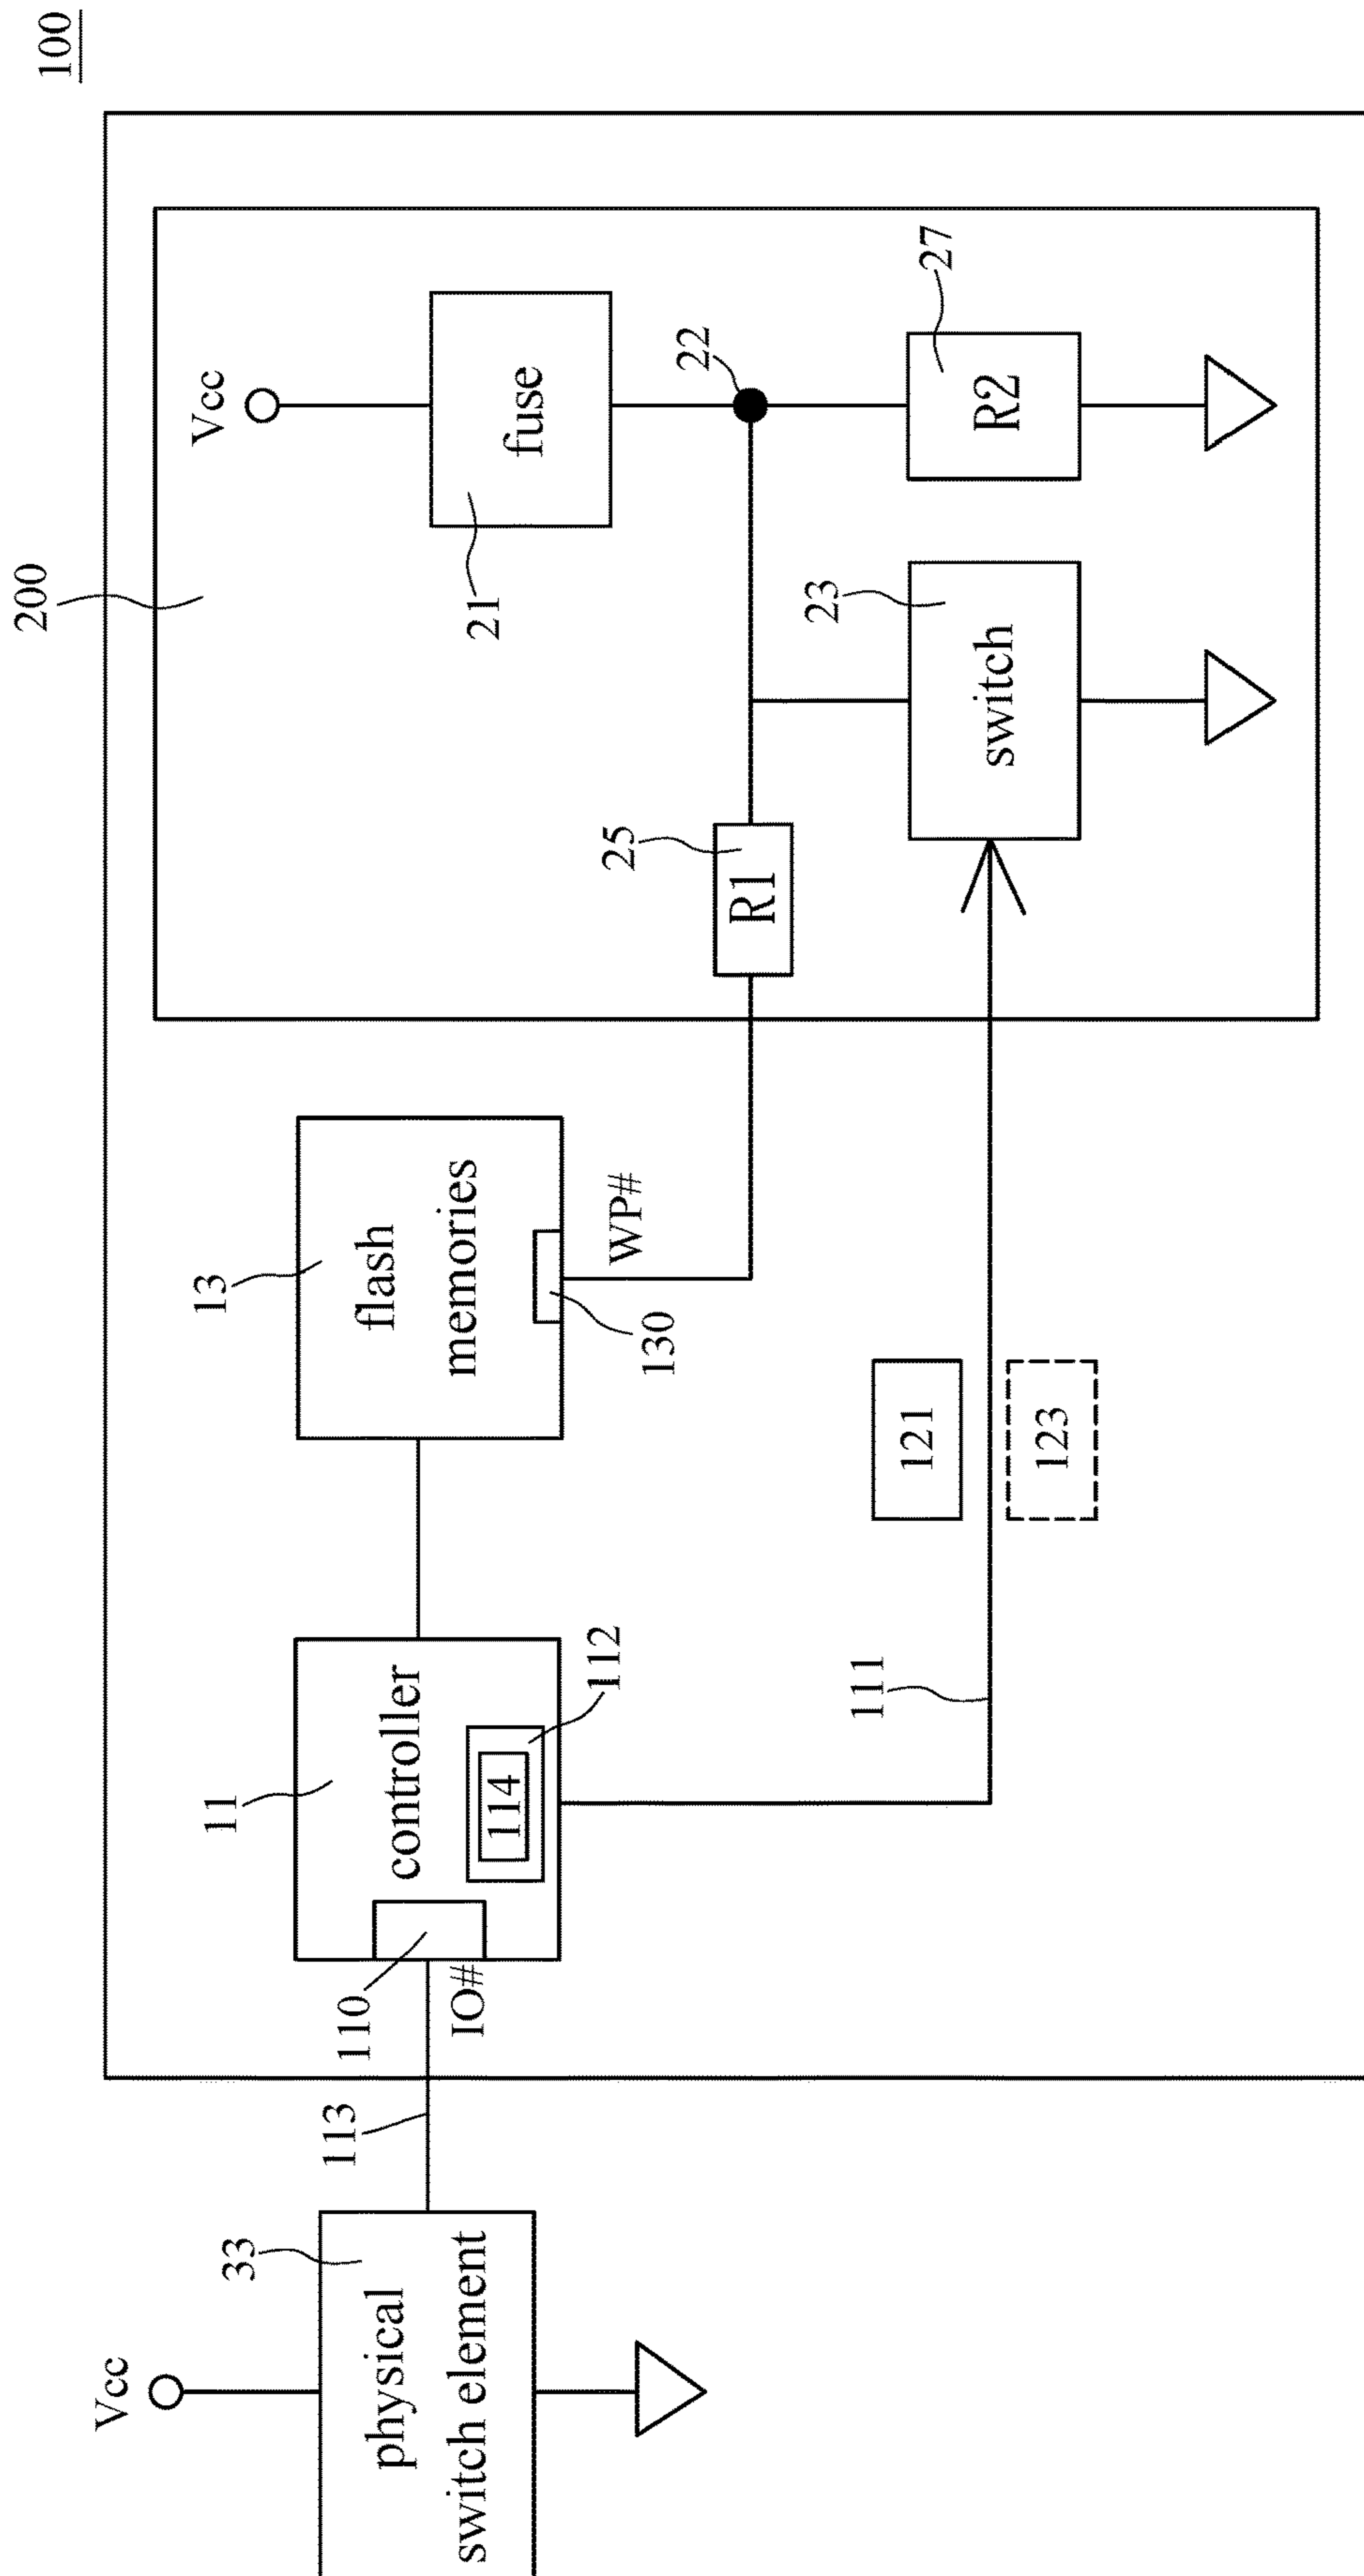 100
200
Vcc
Vcc
33
physical
switch element
113
110
IO#
11
controller
112
114
13
flash
memories
130
WP#
21
fuse
22
25
R1
23
switch
27
R2
111
121
123